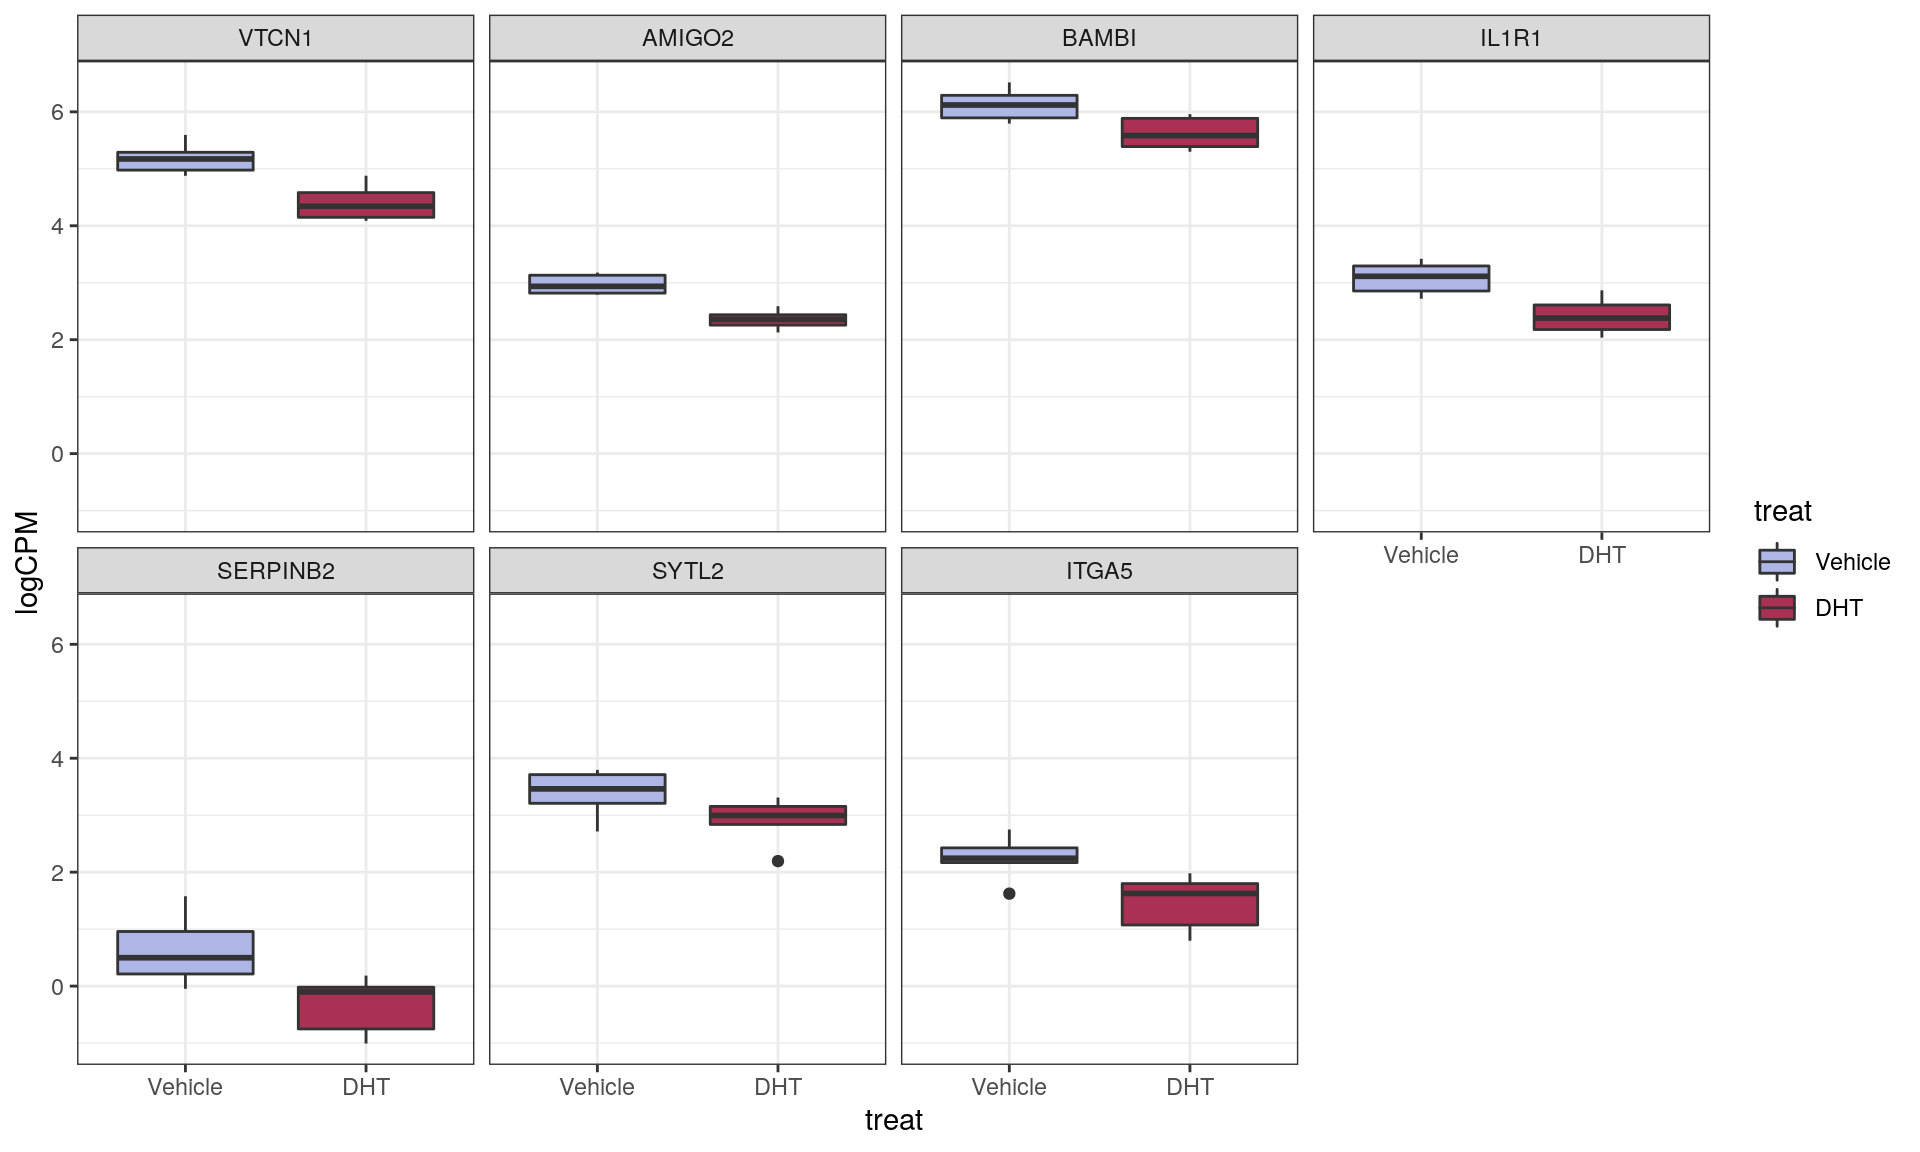 VTCN1 AMIGO2 BAMBI IL1R1
6
4
2
0
Vehicle DHT
SERPINB2 SYTL2 ITGA5
6
4
2
0
Vehicle DHT Vehicle DHT Vehicle DHT
treat
logCPM
treat
Vehicle
DHT